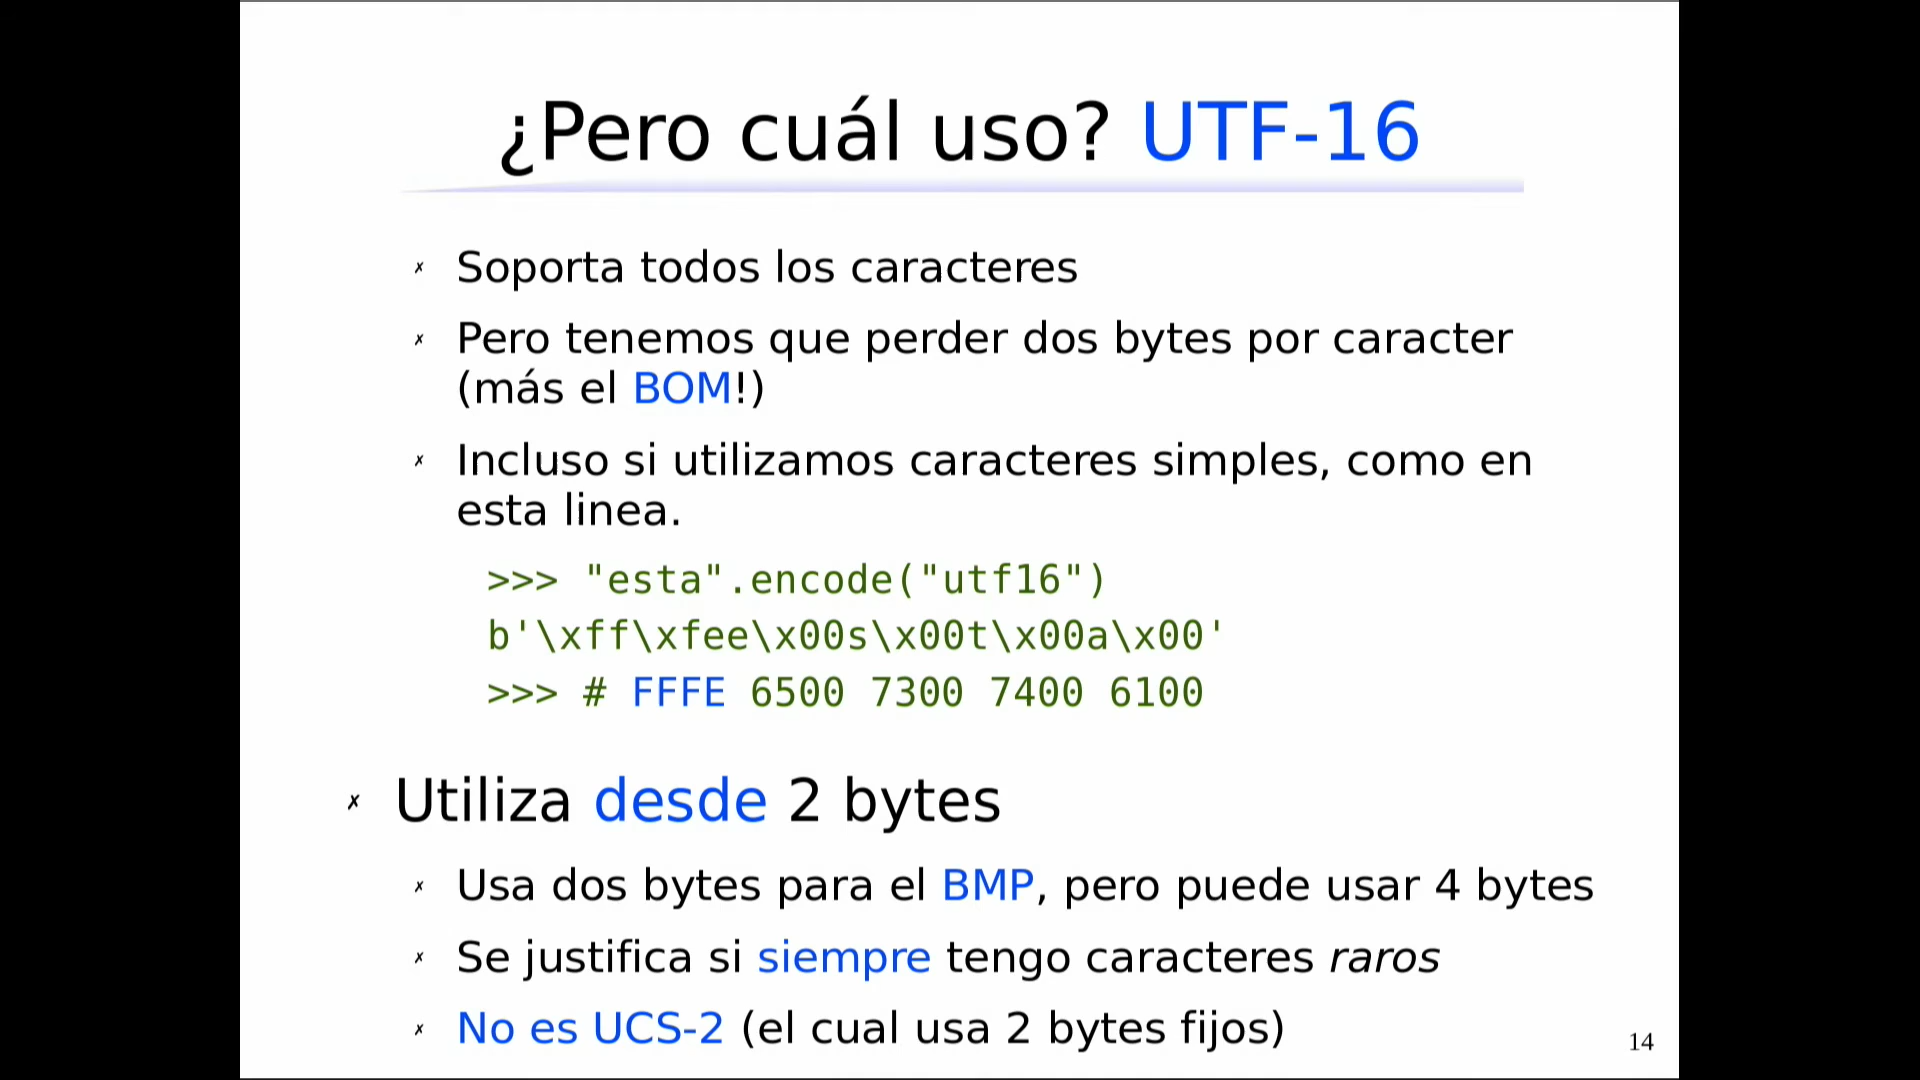 ¿Pero cuál uso? UTF-16
✗ Soporta todos los caracteres
✗ Pero tenemos que perder dos bytes por caracter
(más el BOM!)
✗ Incluso si utilizamos caracteres simples, como en
esta linea.
>>> "esta".encode("utf16")
b'\xff\xfee\x00s\x00t\x00a\x00'
>>> # FFFE 6500 7300 7400 6100
✗ Utiliza desde 2 bytes
✗ Usa dos bytes para el BMP, pero puede usar 4 bytes
✗ Se justifica si siempre tengo caracteres raros
✗ No es UCS-2 (el cual usa 2 bytes fijos)
14